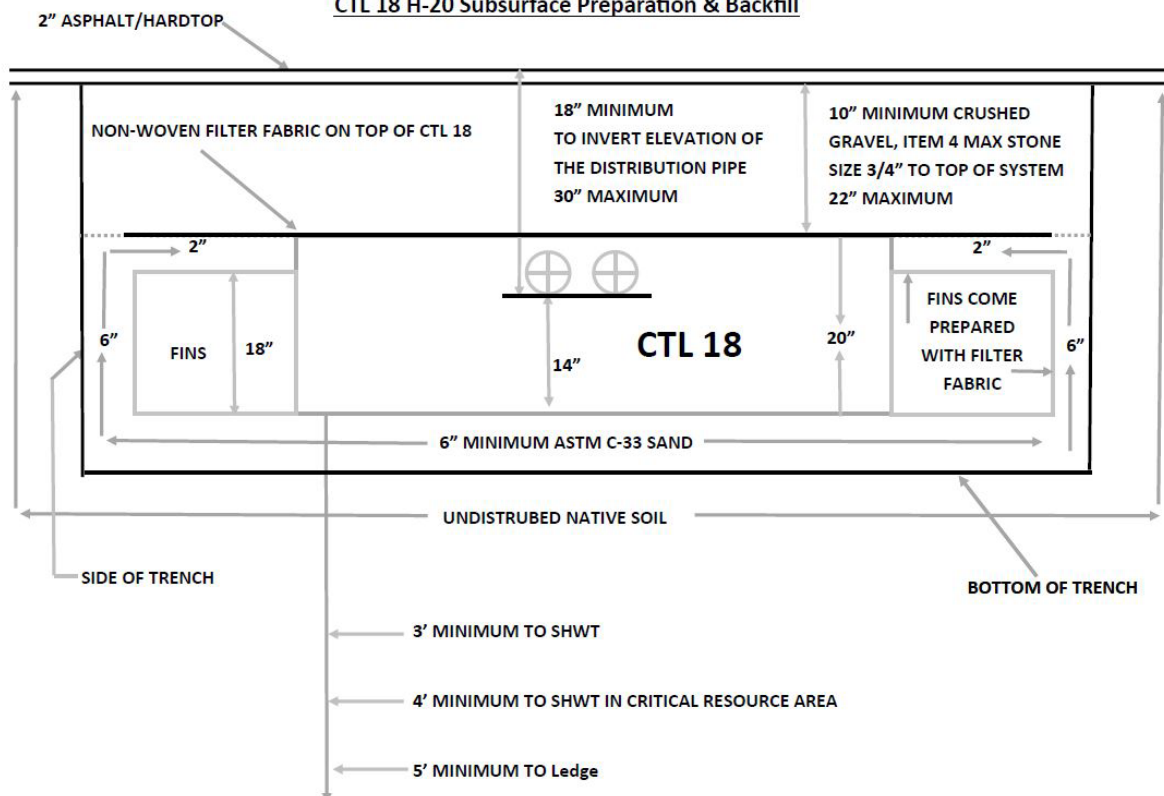 CTL 18 H-20 Subsurface Preparation & Backfill
2” ASPHALT/HARDTOP
NON-WOVEN FILTER FABRIC ON TOP OF CTL 18
18” MINIMUM
TO INVERT ELEVATION OF
THE DISTRIBUTION PIPE
30” MAXIMUM
10” MINIMUM CRUSHED
GRAVEL, ITEM 4 MAX STONE
SIZE 3/4” TO TOP OF SYSTEM
22” MAXIMUM
2”
2”
6”
FINS
18”
14”
CTL 18
20”
FINS COME
PREPARED
WITH FILTER
FABRIC
6”
6” MINIMUM ASTM C-33 SAND
UNDISTRUBED NATIVE SOIL
SIDE OF TRENCH
BOTTOM OF TRENCH
3’ MINIMUM TO SHWT
4’ MINIMUM TO SHWT IN CRITICAL RESOURCE AREA
5’ MINIMUM TO Ledge